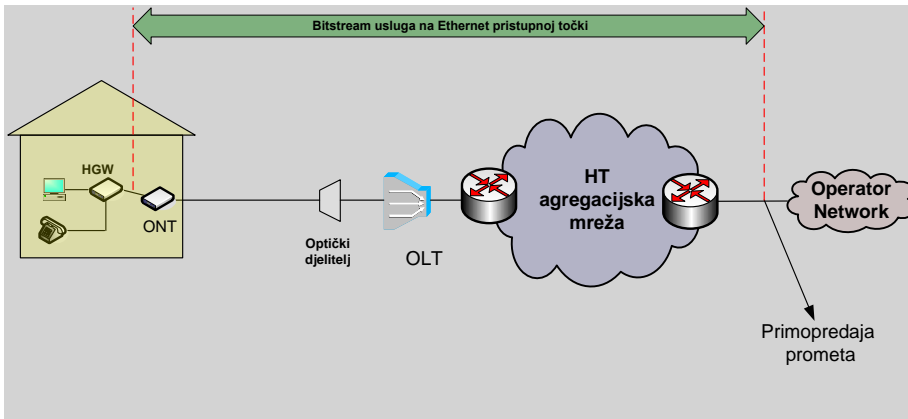 Bitstream usluga na Ethernet pristupnoj točki
HGW
ONT
Optički
djelitelj
OLT
HT
agregacijska
mreža
Operator
Network
Primopredaja
prometa